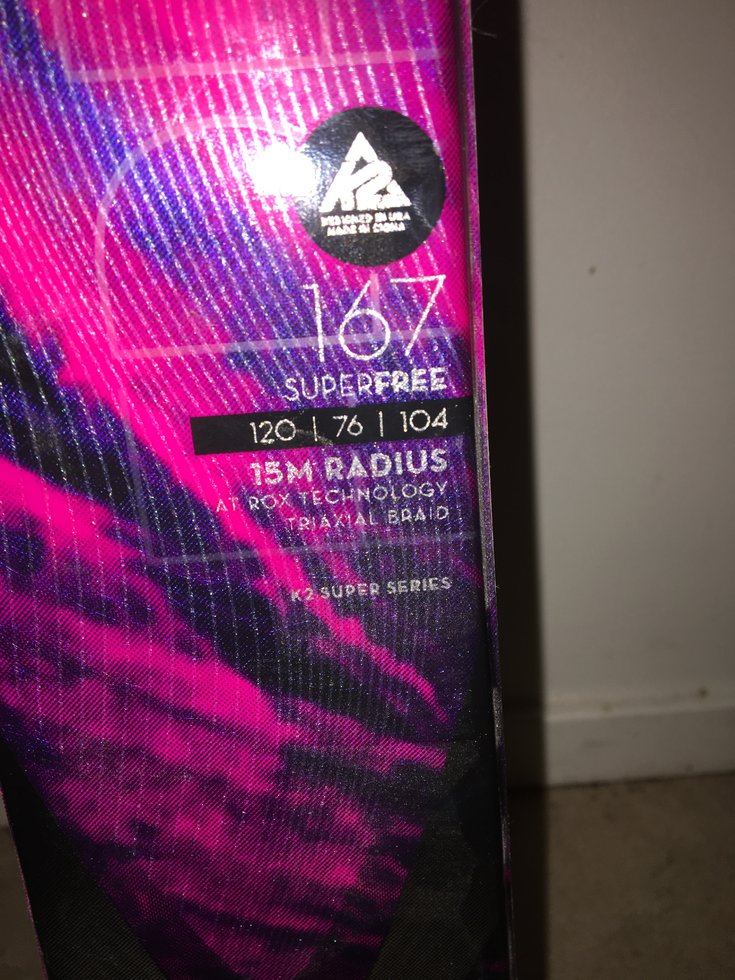 K2
DESIGNED IN USA
MADE IN CHINA
167
SUPERFREE
120 | 76 | 104
15M RADIUS
AT ROX TECHNOLOGY
TRIAXIAL BRAID
K2 SUPER SERIES